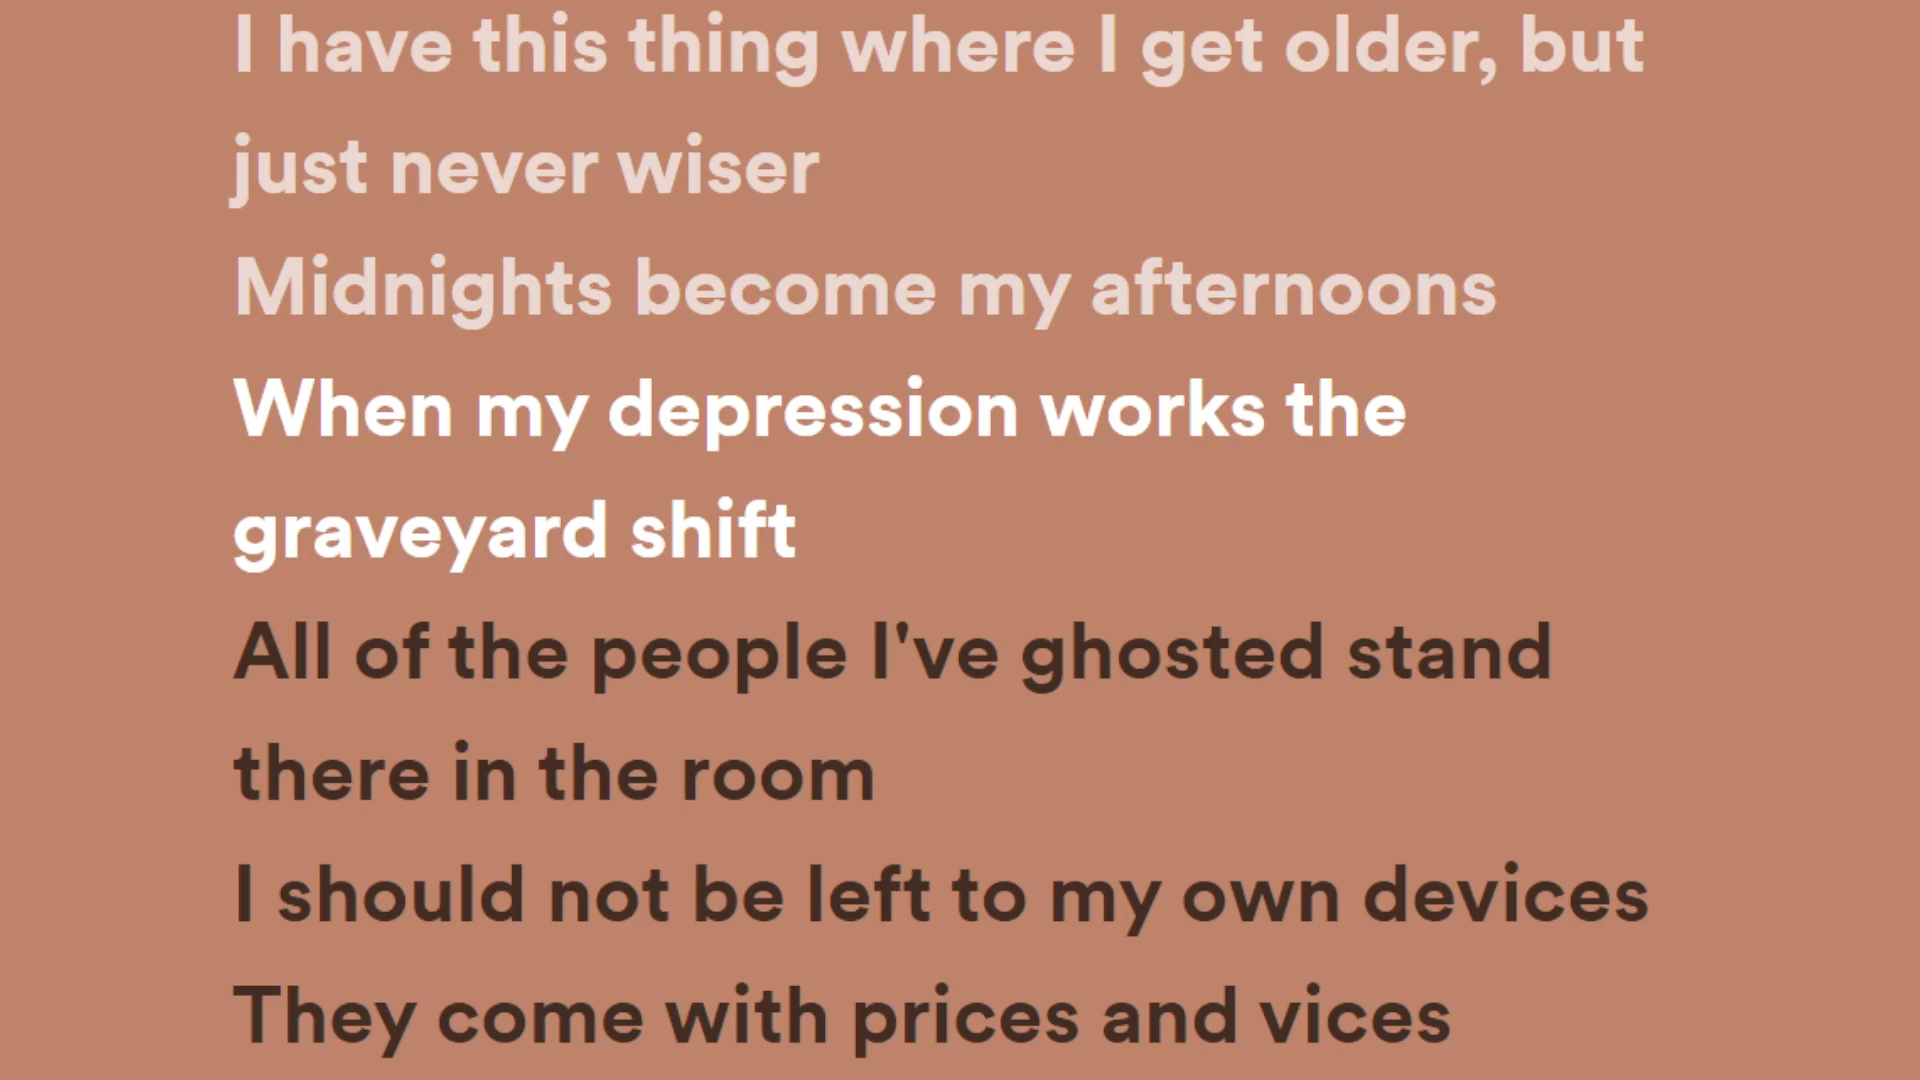 I have this thing where I get older, but
just never wiser
Midnights become my afternoons
When my depression works the
graveyard shift
All of the people I've ghosted stand
there in the room
I should not be left to my own devices
They come with prices and vices